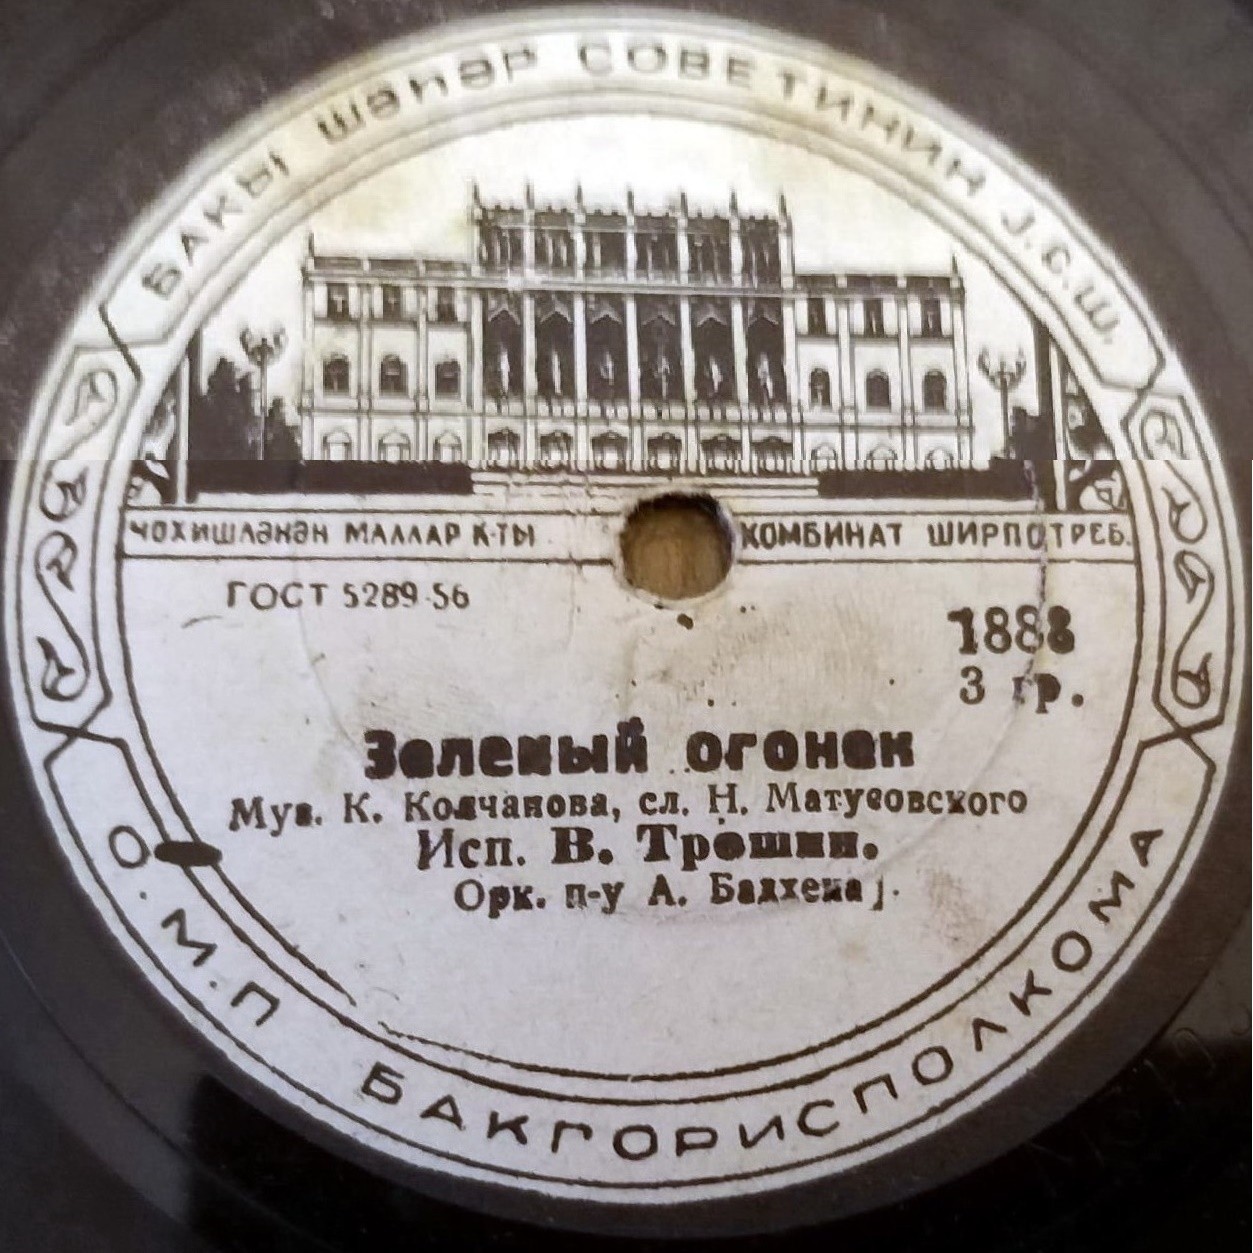 БАКЫ ШӘҺӘР СОВЕТИНИН Ј.С.Ш.
ЧОХИШЛӘНӘН МАЛЛАР К-ТЫ
КОМБИНАТ ШИРПОТРЕБ.
ГОСТ 5289-56
1888
3 гр.
Зеленый огонек
Муз. К. Колчанова, сл. Н. Матусовского
Исп. В. Трошин.
Орк. п-у А. Бадхена
О.М.П БАКГОРИСПОЛКОМА